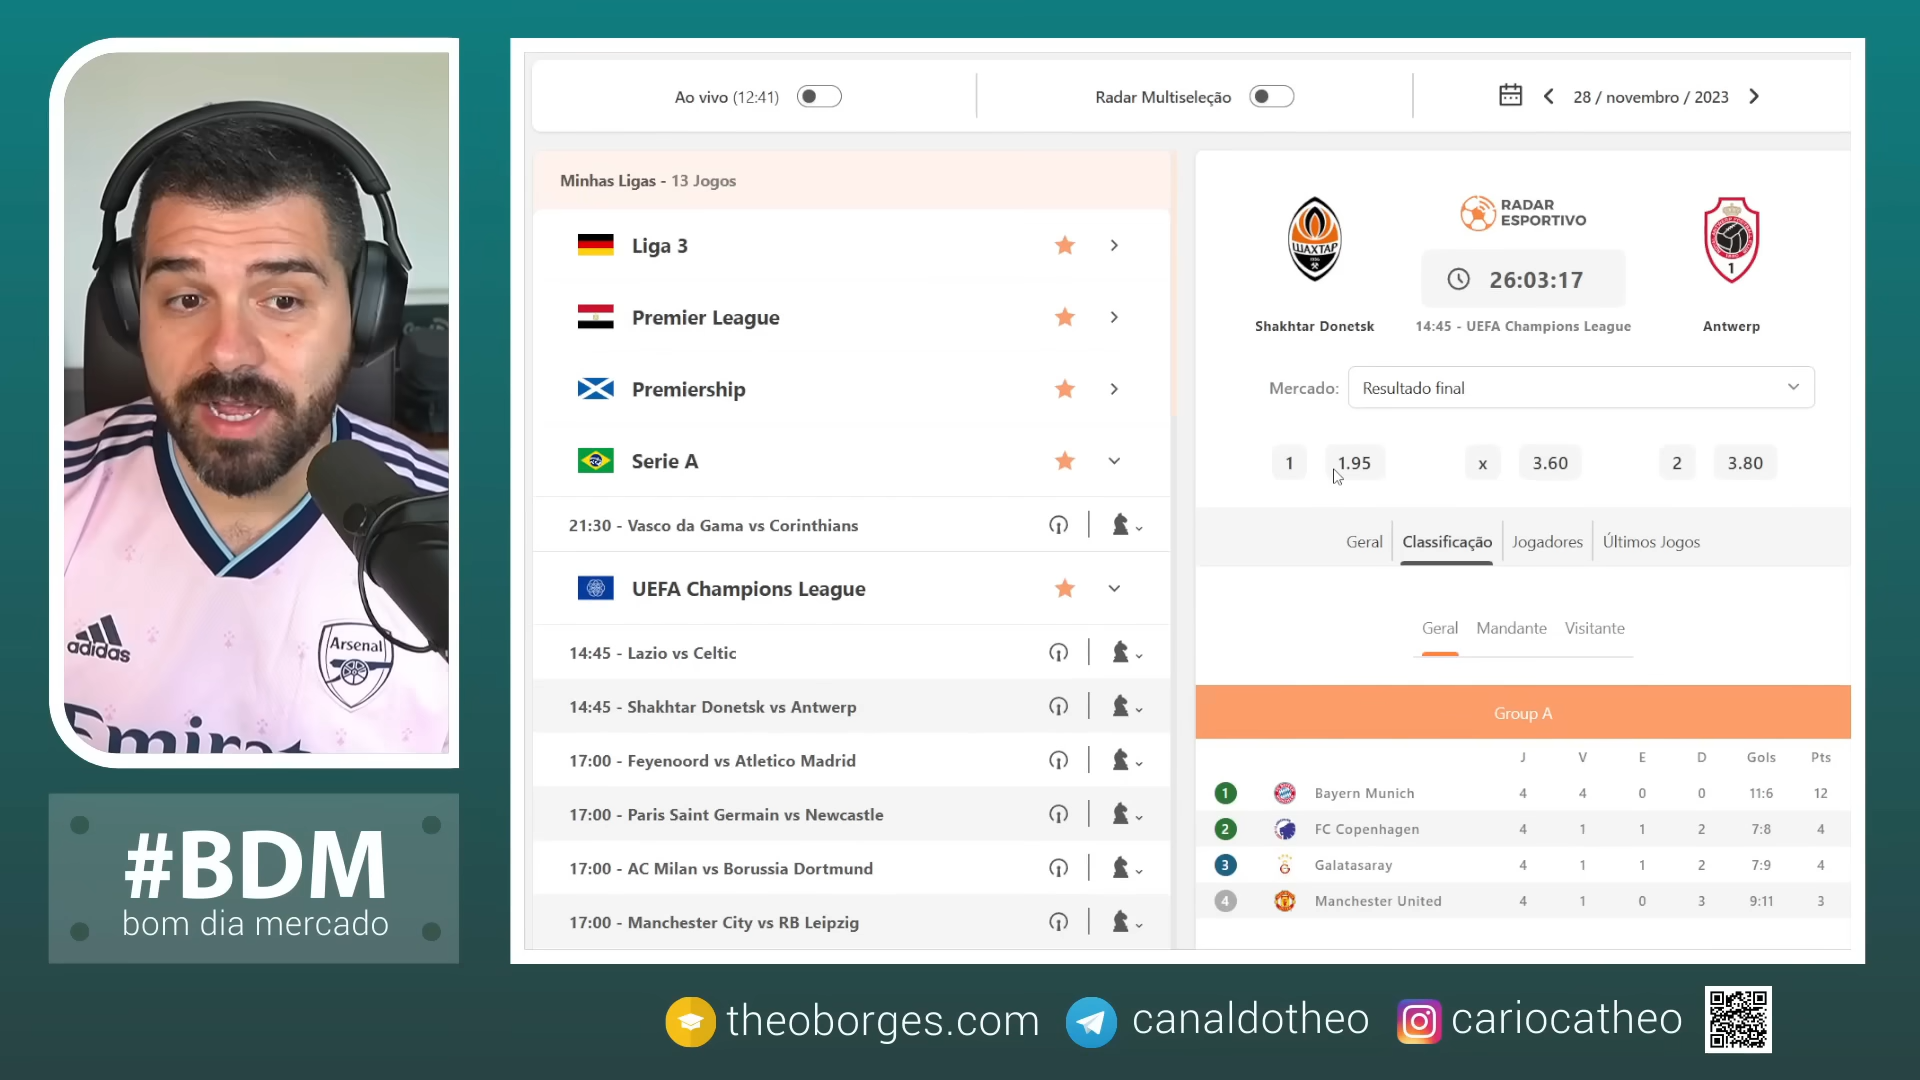 Ao vivo (12:41)
Radar Multiseleção
28 / novembro / 2023
Minhas Ligas - 13 Jogos
Liga 3
Premier League
Premiership
Serie A
21:30 - Vasco da Gama vs Corinthians
UEFA Champions League
14:45 - Lazio vs Celtic
14:45 - Shakhtar Donetsk vs Antwerp
17:00 - Feyenoord vs Atletico Madrid
17:00 - Paris Saint Germain vs Newcastle
17:00 - AC Milan vs Borussia Dortmund
17:00 - Manchester City vs RB Leipzig
ШАХТАР
RADAR
ESPORTIVO
1
26:03:17
Shakhtar Donetsk
14:45 - UEFA Champions League
Antwerp
Mercado: Resultado final
1 1.95 x 3.60 2 3.80
Geral Classificação Jogadores Últimos Jogos
Geral Mandante Visitante
Group A
J V E D Gols Pts
1 Bayern Munich 4 4 0 0 11:6 12
2 FC Copenhagen 4 1 1 2 7:8 4
3 Galatasaray 4 1 1 2 7:9 4
4 Manchester United 4 1 0 3 9:11 3
adidas
Arsenal
Emirat
#BDM
bom dia mercado
theoborges.com
canaldotheo
cariocatheo